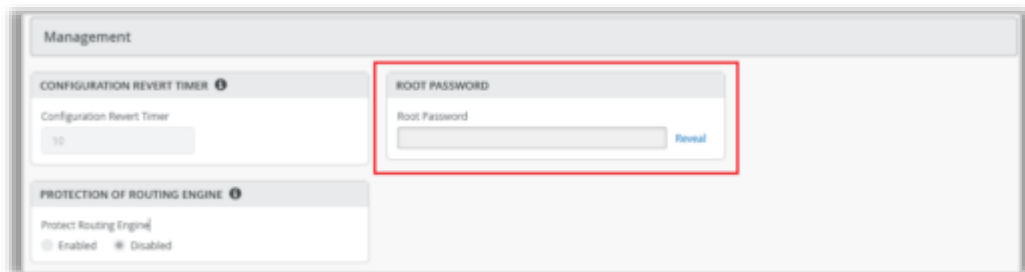 Management
CONFIGURATION REVERT TIMER
Configuration Revert Timer
10
ROOT PASSWORD
Root Password
Reveal
PROTECTION OF ROUTING ENGINE
Protect Routing Engine
Enabled Disabled